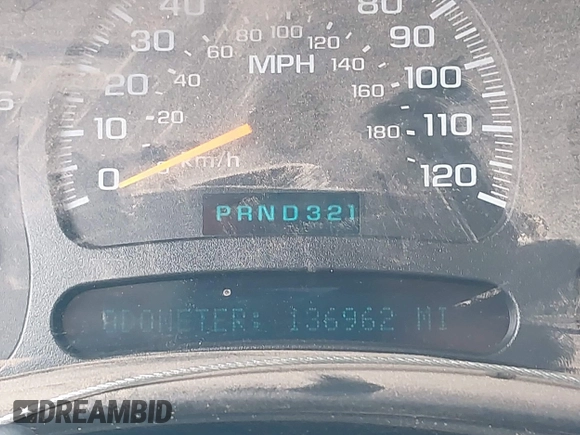 40 80
30 60 80 100 120 90
20 40 MPH 140 100
160
10 20 180 110
0 km/h 120
PRND321
ODOMETER: 136962 MI
DREAMBID